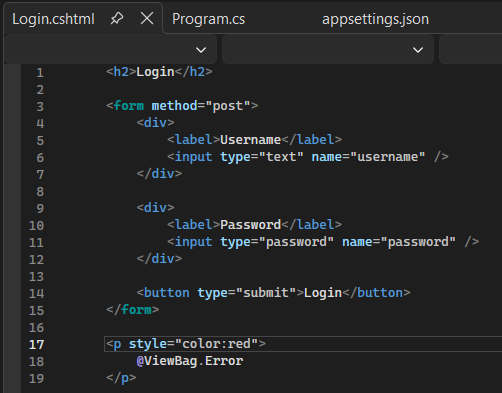 Login.cshtml Program.cs appsettings.json
1 <h2>Login</h2>
2
3 <form method="post">
4 <div>
5 <label>Username</label>
6 <input type="text" name="username" />
7 </div>
8
9 <div>
10 <label>Password</label>
11 <input type="password" name="password" />
12 </div>
13
14 <button type="submit">Login</button>
15 </form>
16
17 <p style="color:red">
18 @ViewBag.Error
19 </p>